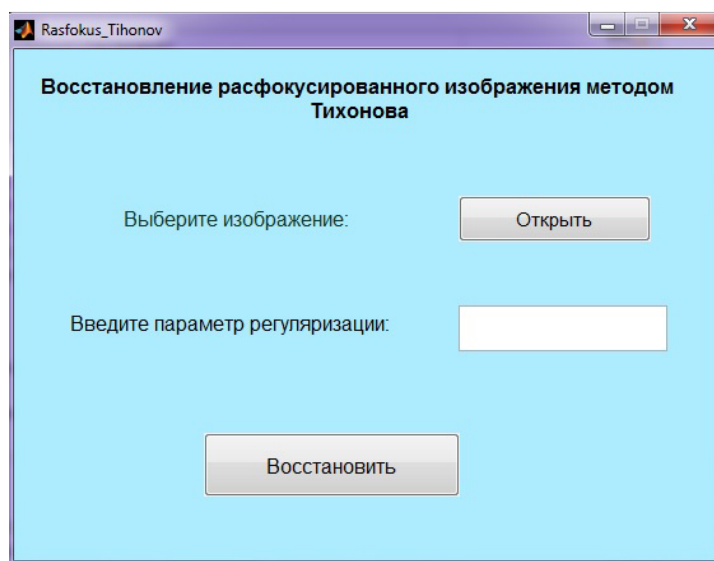 Rasfokus_Tihonov
Восстановление расфокусированного изображения методом
Тихонова
Выберите изображение:
Открыть
Введите параметр регуляризации:
Восстановить